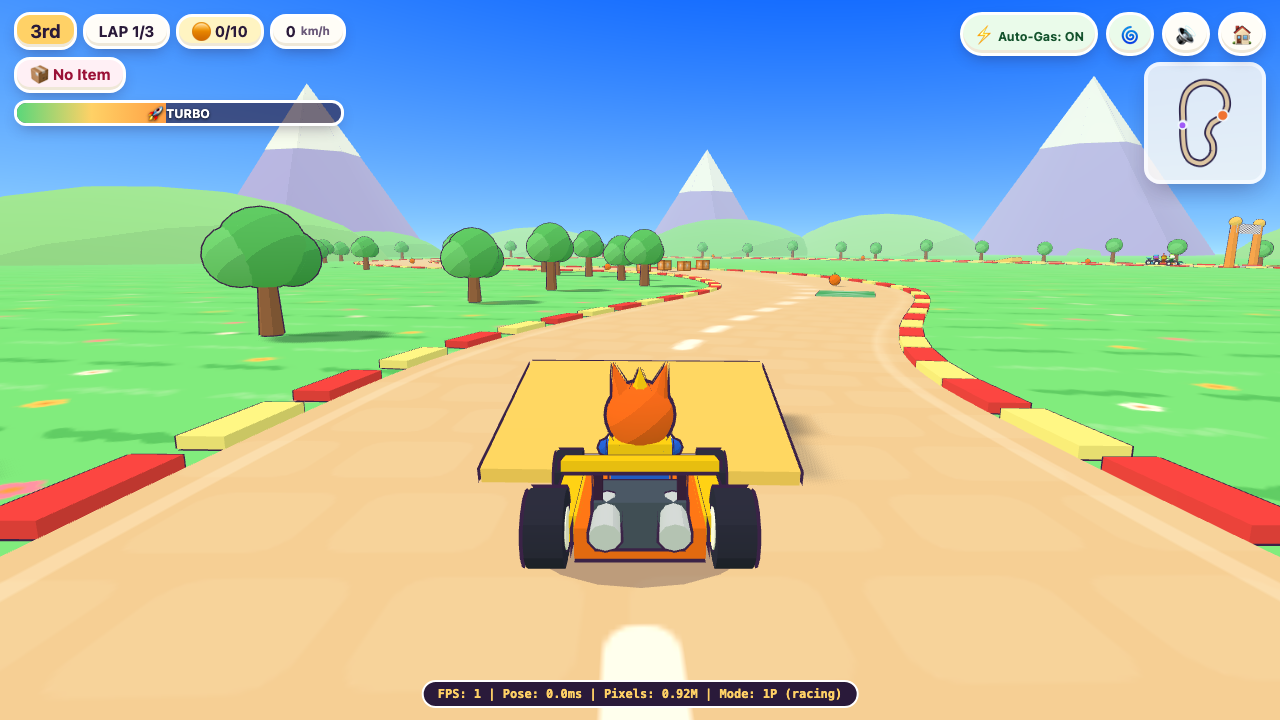 3rd
LAP 1/3
0/10
0 km/h
Auto-Gas: ON
No Item
TURBO
FPS: 1 | Pose: 0.0ms | Pixels: 0.92M | Mode: 1P (racing)